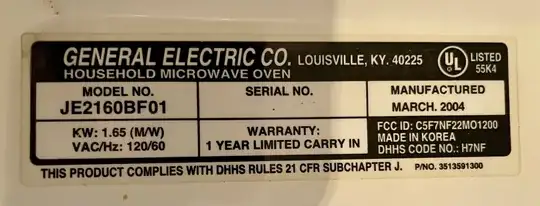 GENERAL ELECTRIC CO. LOUISVILLE, KY. 40225
HOUSEHOLD MICROWAVE OVEN
UL LISTED
55K4
MODEL NO.
JE2160BF01
SERIAL NO.
MANUFACTURED
MARCH. 2004
KW: 1.65 (M/W)
VAC/Hz: 120/60
WARRANTY:
1 YEAR LIMITED CARRY IN
FCC ID: C5F7NF22MO1200
MADE IN KOREA
DHHS CODE NO.: H7NF
THIS PRODUCT COMPLIES WITH DHHS RULES 21 CFR SUBCHAPTER J. P/NO. 3513591300